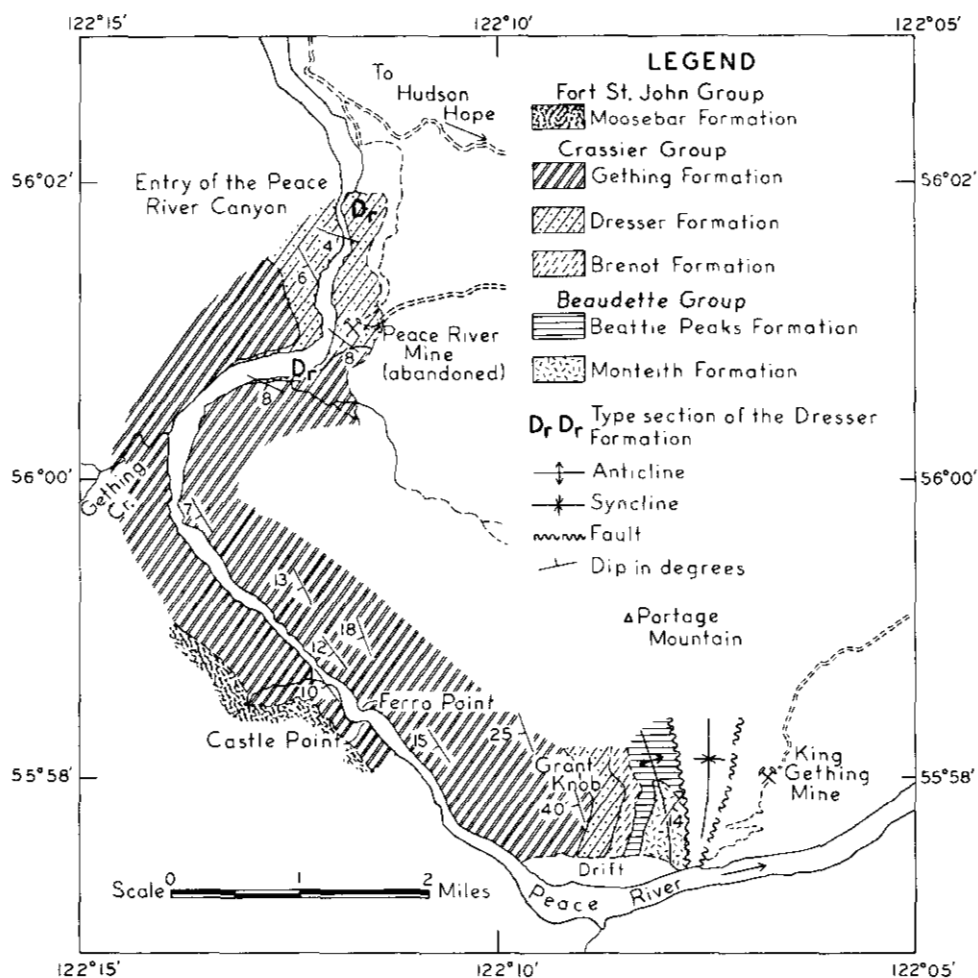 122°15'
122°10'
122°05'
To
Hudson
Hope
LEGEND
Fort St. John Group
Moosebar Formation
Crassier Group
Gething Formation
Dresser Formation
Brenot Formation
Beaudette Group
Beattie Peaks Formation
Monteith Formation
Dr Dr Type section of the Dresser
Formation
Anticline
Syncline
Fault
Dip in degrees
56°02'
56°02'
Entry of the Peace
River Canyon
Dr
4
6
Peace River
Mine
(abandoned)
8
Dr
8
56°00'
56°00'
Gething
Cr.
7
13
18
12
10
Portage
Mountain
Ferro Point
Castle Point
15
25
55°58'
55°58'
Grant
Knob
40
14
King
Gething
Mine
Drift
Peace River
Scale 0 1 2 Miles
122°15'
122°10'
122°05'